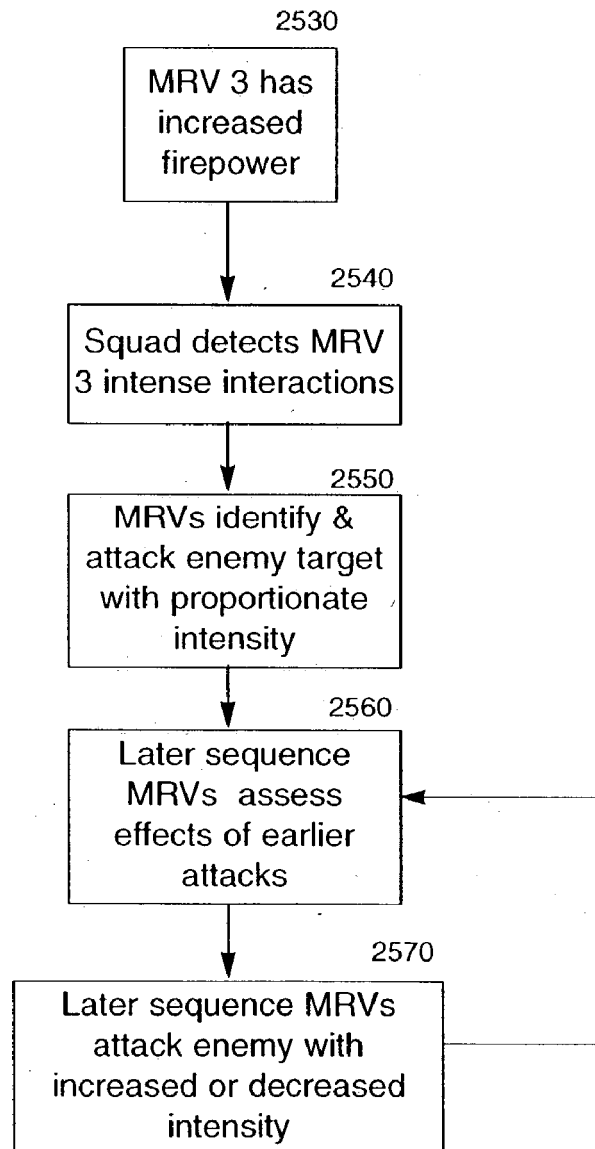 2530
MRV 3 has
increased
firepower
2540
Squad detects MRV
3 intense interactions
2550
MRVs identify &
attack enemy target
with proportionate
intensity
2560
Later sequence
MRVs assess
effects of earlier
attacks
2570
Later sequence MRVs
attack enemy with
increased or decreased
intensity